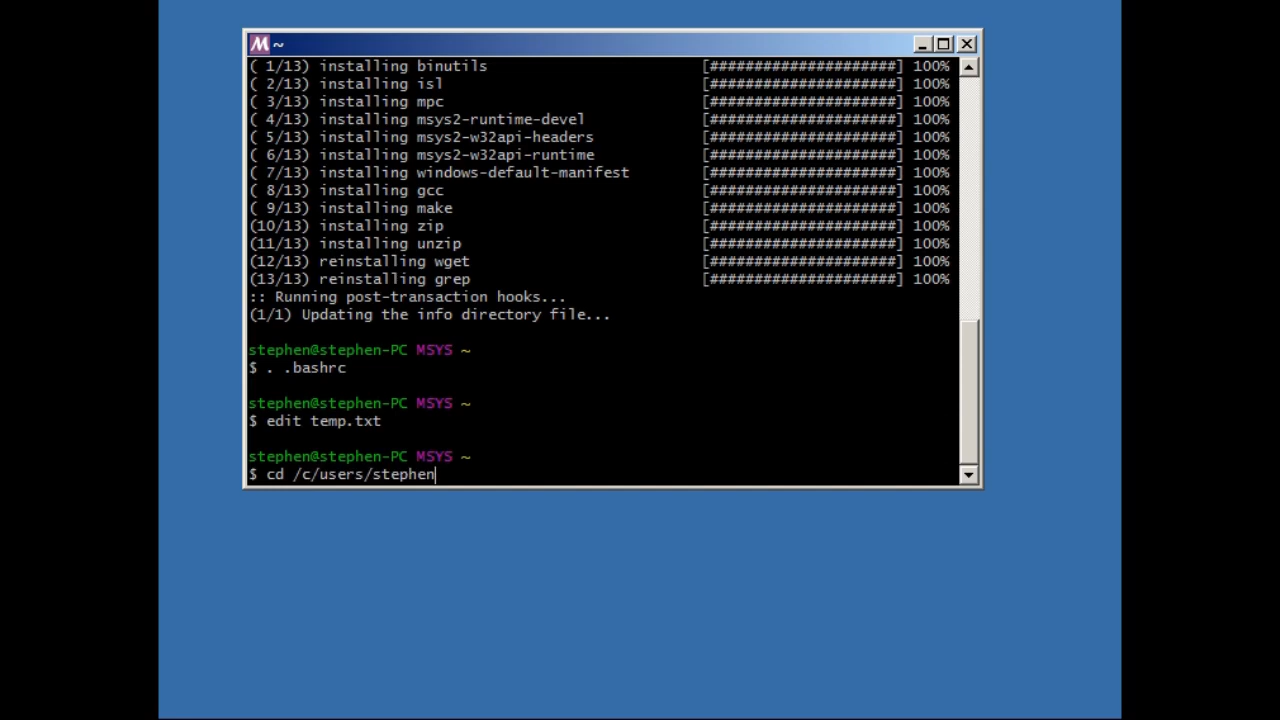 M ~
( 1/13) installing binutils [#####################] 100%
( 2/13) installing isl [#####################] 100%
( 3/13) installing mpc [#####################] 100%
( 4/13) installing msys2-runtime-devel [#####################] 100%
( 5/13) installing msys2-w32api-headers [#####################] 100%
( 6/13) installing msys2-w32api-runtime [#####################] 100%
( 7/13) installing windows-default-manifest [#####################] 100%
( 8/13) installing gcc [#####################] 100%
( 9/13) installing make [#####################] 100%
(10/13) installing zip [#####################] 100%
(11/13) installing unzip [#####################] 100%
(12/13) reinstalling wget [#####################] 100%
(13/13) reinstalling grep [#####################] 100%
:: Running post-transaction hooks...
(1/1) Updating the info directory file...
stephen@stephen-PC MSYS ~
$ . .bashrc
stephen@stephen-PC MSYS ~
$ edit temp.txt
stephen@stephen-PC MSYS ~
$ cd /c/users/stephen